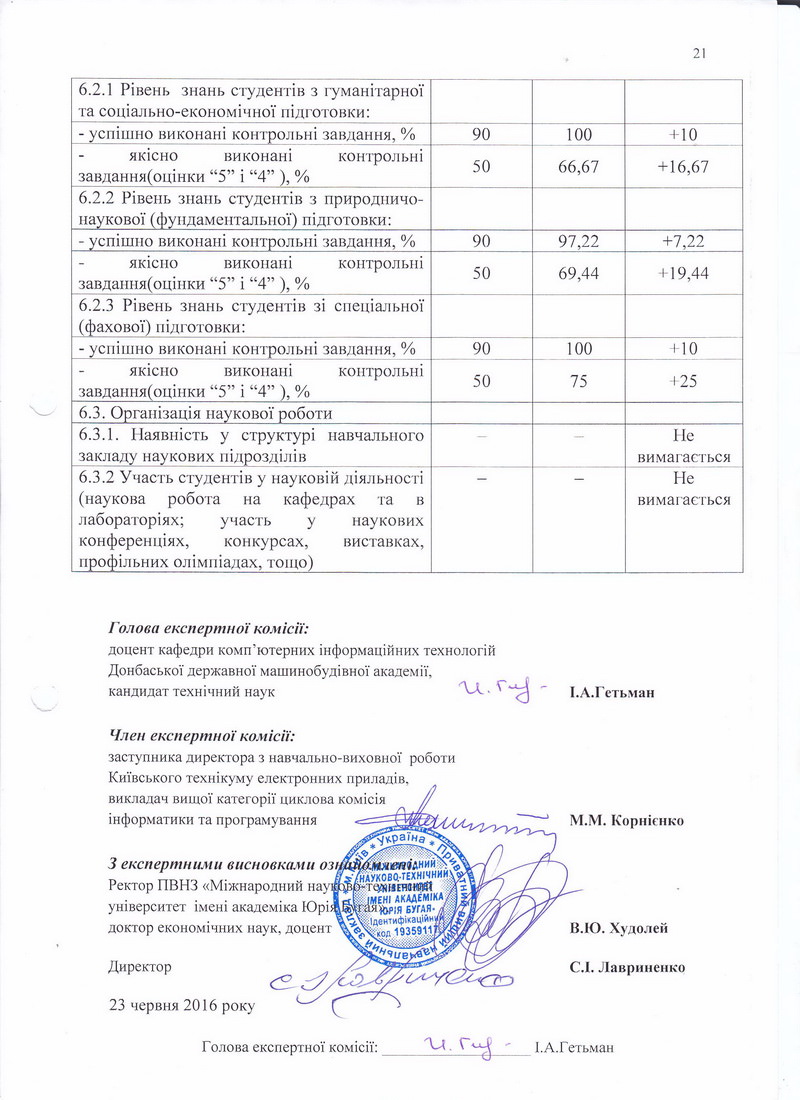 21
6.2.1 Рівень знань студентів з гуманітарної
та соціально-економічної підготовки:
- успішно виконані контрольні завдання, % 90 100 +10
- якісно виконані контрольні
завдання(оцінки “5” і “4” ), % 50 66,67 +16,67
6.2.2 Рівень знань студентів з природничо-
наукової (фундаментальної) підготовки:
- успішно виконані контрольні завдання, % 90 97,22 +7,22
- якісно виконані контрольні
завдання(оцінки “5” і “4” ), % 50 69,44 +19,44
6.2.3 Рівень знань студентів зі спеціальної
(фахової) підготовки:
- успішно виконані контрольні завдання, % 90 100 +10
- якісно виконані контрольні
завдання(оцінки “5” і “4” ), % 50 75 +25
6.3. Організація наукової роботи
6.3.1. Наявність у структурі навчального – – Не
закладу наукових підрозділів вимагається
6.3.2 Участь студентів у науковій діяльності – – Не
(наукова робота на кафедрах та в вимагається
лабораторіях; участь у наукових
конференціях, конкурсах, виставках,
профільних олімпіадах, тощо)
Голова експертної комісії:
доцент кафедри комп’ютерних інформаційних технологій
Донбаської державної машинобудівної академії,
кандидат технічний наук І.А.Гетьман
Член експертної комісії:
заступника директора з навчально-виховної роботи
Київського технікуму електронних приладів,
викладач вищої категорії циклова комісія
інформатики та програмування М.М. Корнієнко
З експертними висновками ознайомлені:
Ректор ПВНЗ «Міжнародний науково-технічний
університет імені академіка Юрія Бугая»,
доктор економічних наук, доцент В.Ю. Худолей
Директор С.І. Лавриненко
23 червня 2016 року
Голова експертної комісії: І.А.Гетьман
м.Київ * Україна * Приватний вищий навчальний заклад *
МІЖНАРОДНИЙ
НАУКОВО-ТЕХНІЧНИЙ
УНІВЕРСИТЕТ
ІМЕНІ АКАДЕМІКА
ЮРІЯ БУГАЯ
Ідентифікаційний
код 19359117